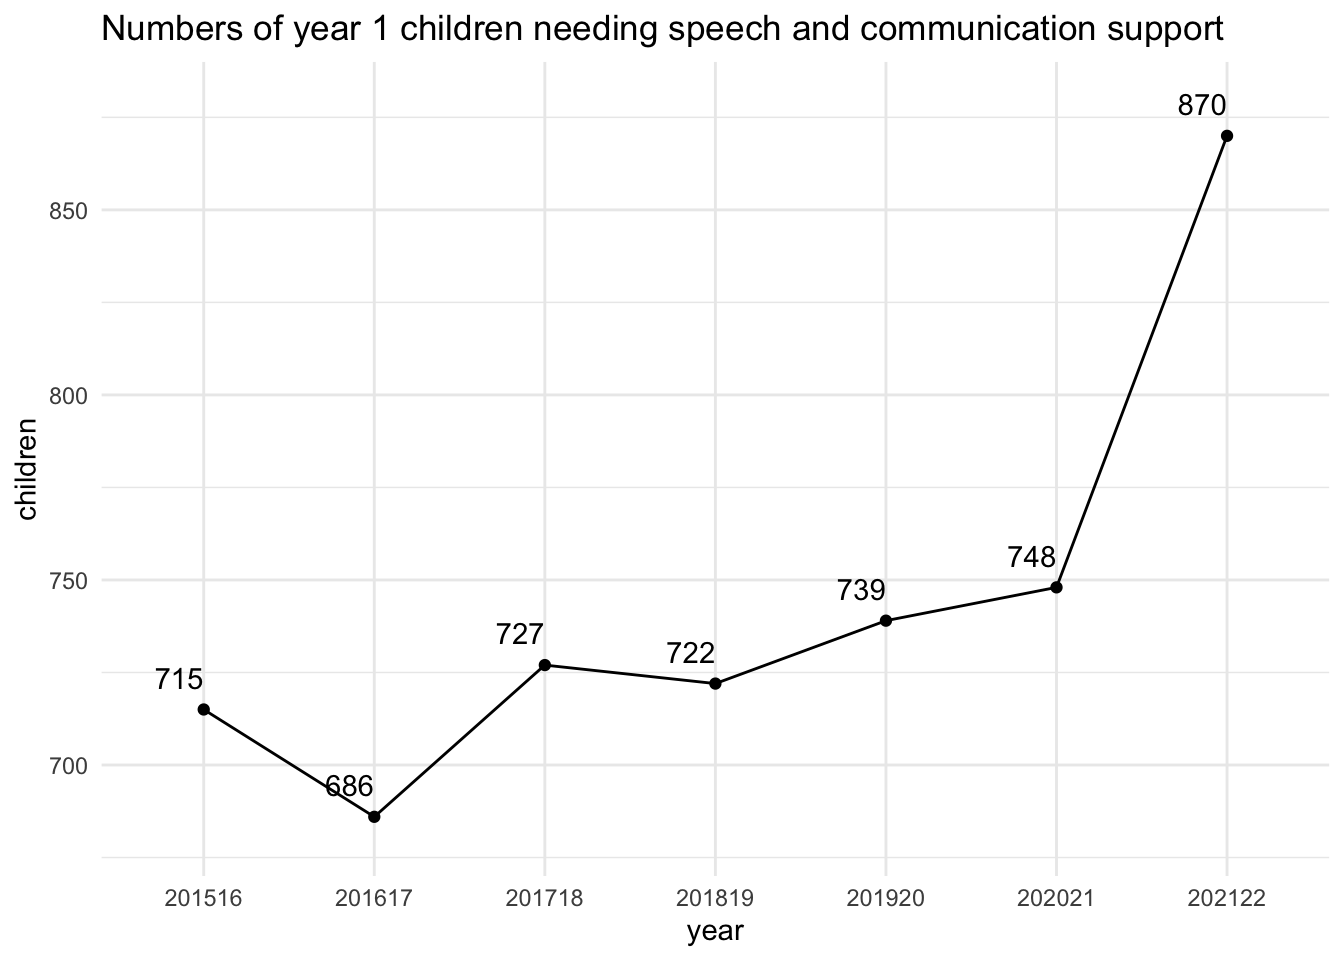 Numbers of year 1 children needing speech and communication support
870
850
800
children
750
748
739
727
722
715
700
686
201516 201617 201718 201819 201920 202021 202122
year